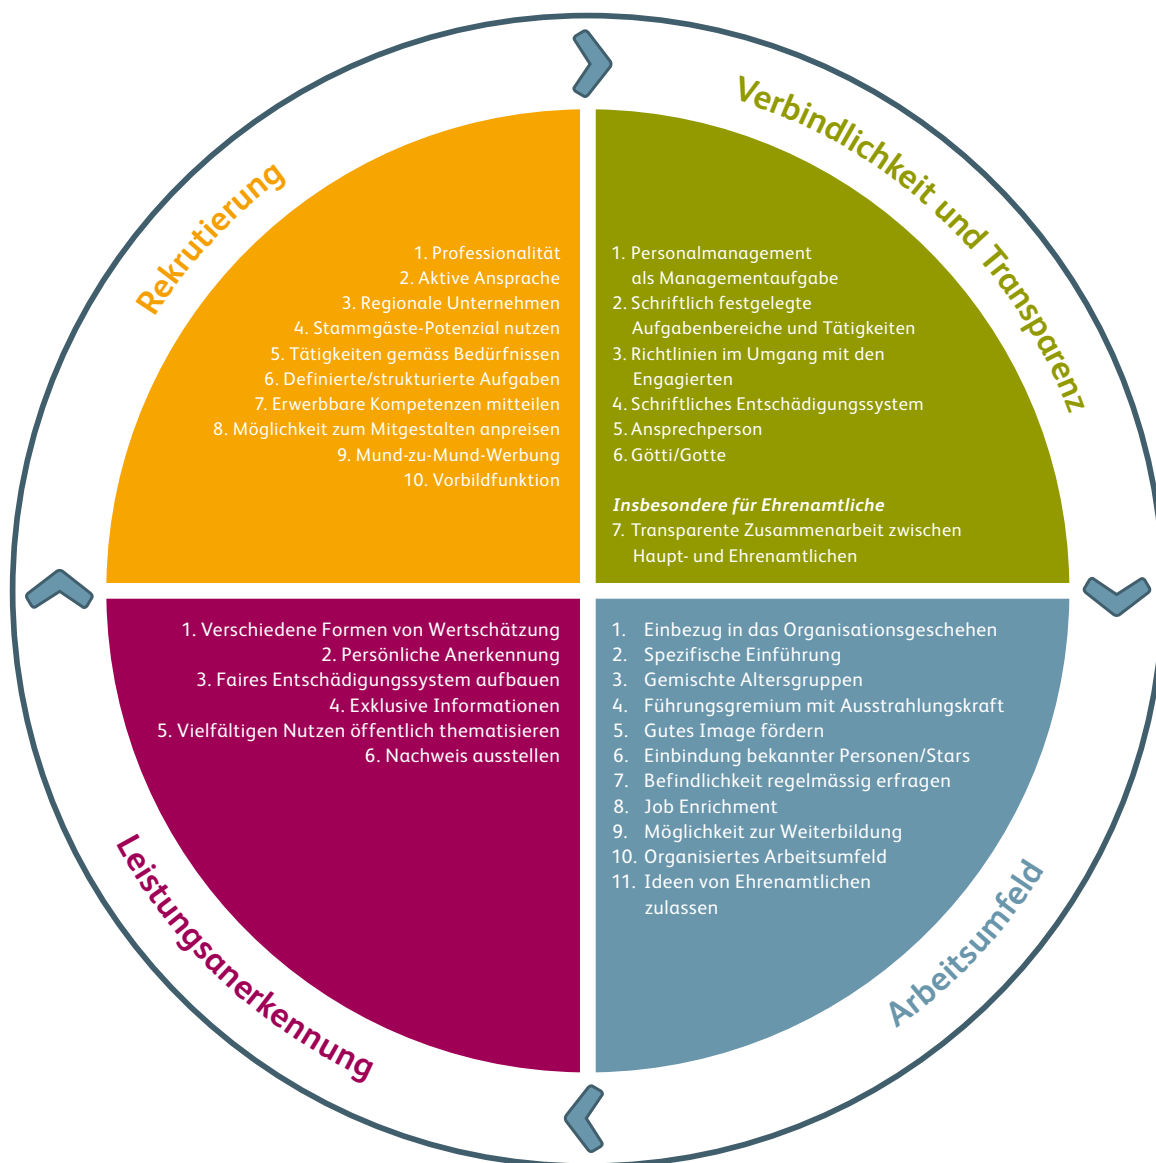 Rekrutierung
1. Professionalität
2. Aktive Ansprache
3. Regionale Unternehmen
4. Stammgäste-Potenzial nutzen
5. Tätigkeiten gemäss Bedürfnissen
6. Definierte/strukturierte Aufgaben
7. Erwerbbare Kompetenzen mitteilen
8. Möglichkeit zum Mitgestalten anpreisen
9. Mund-zu-Mund-Werbung
10. Vorbildfunktion
Verbindlichkeit und Transparenz
1. Personalmanagement
als Managementaufgabe
2. Schriftlich festgelegte
Aufgabenbereiche und Tätigkeiten
3. Richtlinien im Umgang mit den
Engagierten
4. Schriftliches Entschädigungssystem
5. Ansprechperson
6. Götti/Gotte
Insbesondere für Ehrenamtliche
7. Transparente Zusammenarbeit zwischen
Haupt- und Ehrenamtlichen
Arbeitsumfeld
1. Einbezug in das Organisationsgeschehen
2. Spezifische Einführung
3. Gemischte Altersgruppen
4. Führungsgremium mit Ausstrahlungskraft
5. Gutes Image fördern
6. Einbindung bekannter Personen/Stars
7. Befindlichkeit regelmässig erfragen
8. Job Enrichment
9. Möglichkeit zur Weiterbildung
10. Organisiertes Arbeitsumfeld
11. Ideen von Ehrenamtlichen
zulassen
Leistungsanerkennung
1. Verschiedene Formen von Wertschätzung
2. Persönliche Anerkennung
3. Faires Entschädigungssystem aufbauen
4. Exklusive Informationen
5. Vielfältigen Nutzen öffentlich thematisieren
6. Nachweis ausstellen